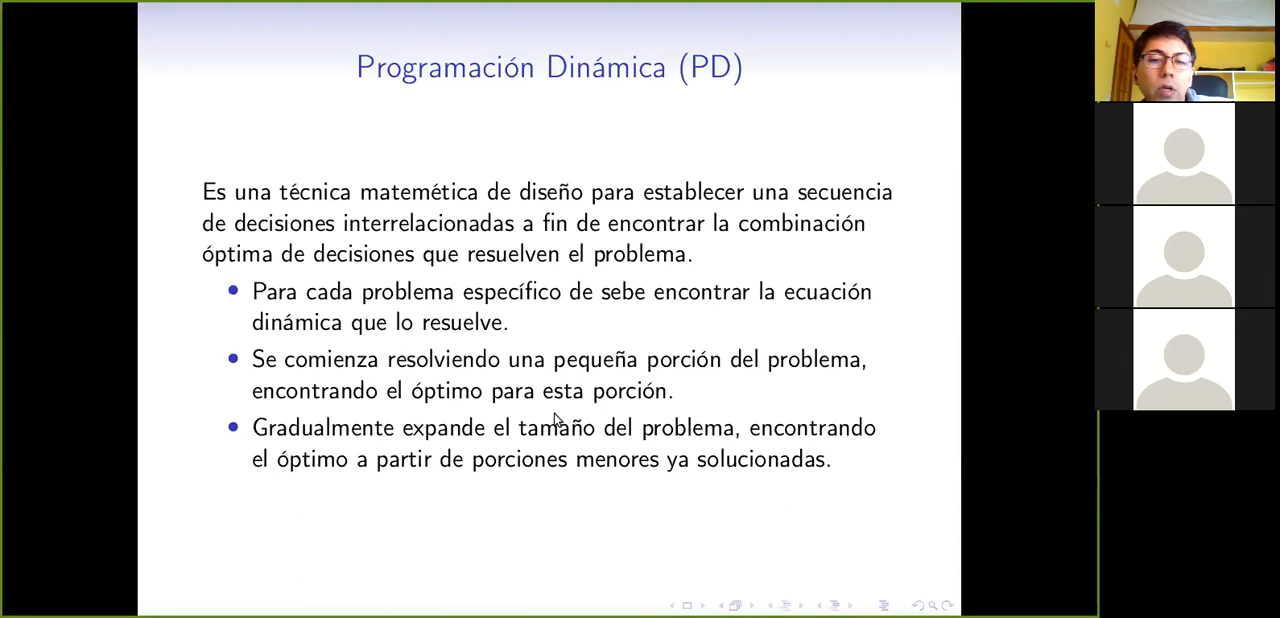 Programación Dinámica (PD)
Es una técnica matemética de diseño para establecer una secuencia
de decisiones interrelacionadas a fin de encontrar la combinación
óptima de decisiones que resuelven el problema.
Para cada problema específico de sebe encontrar la ecuación
dinámica que lo resuelve.
Se comienza resolviendo una pequeña porción del problema,
encontrando el óptimo para esta porción.
Gradualmente expande el tamaño del problema, encontrando
el óptimo a partir de porciones menores ya solucionadas.